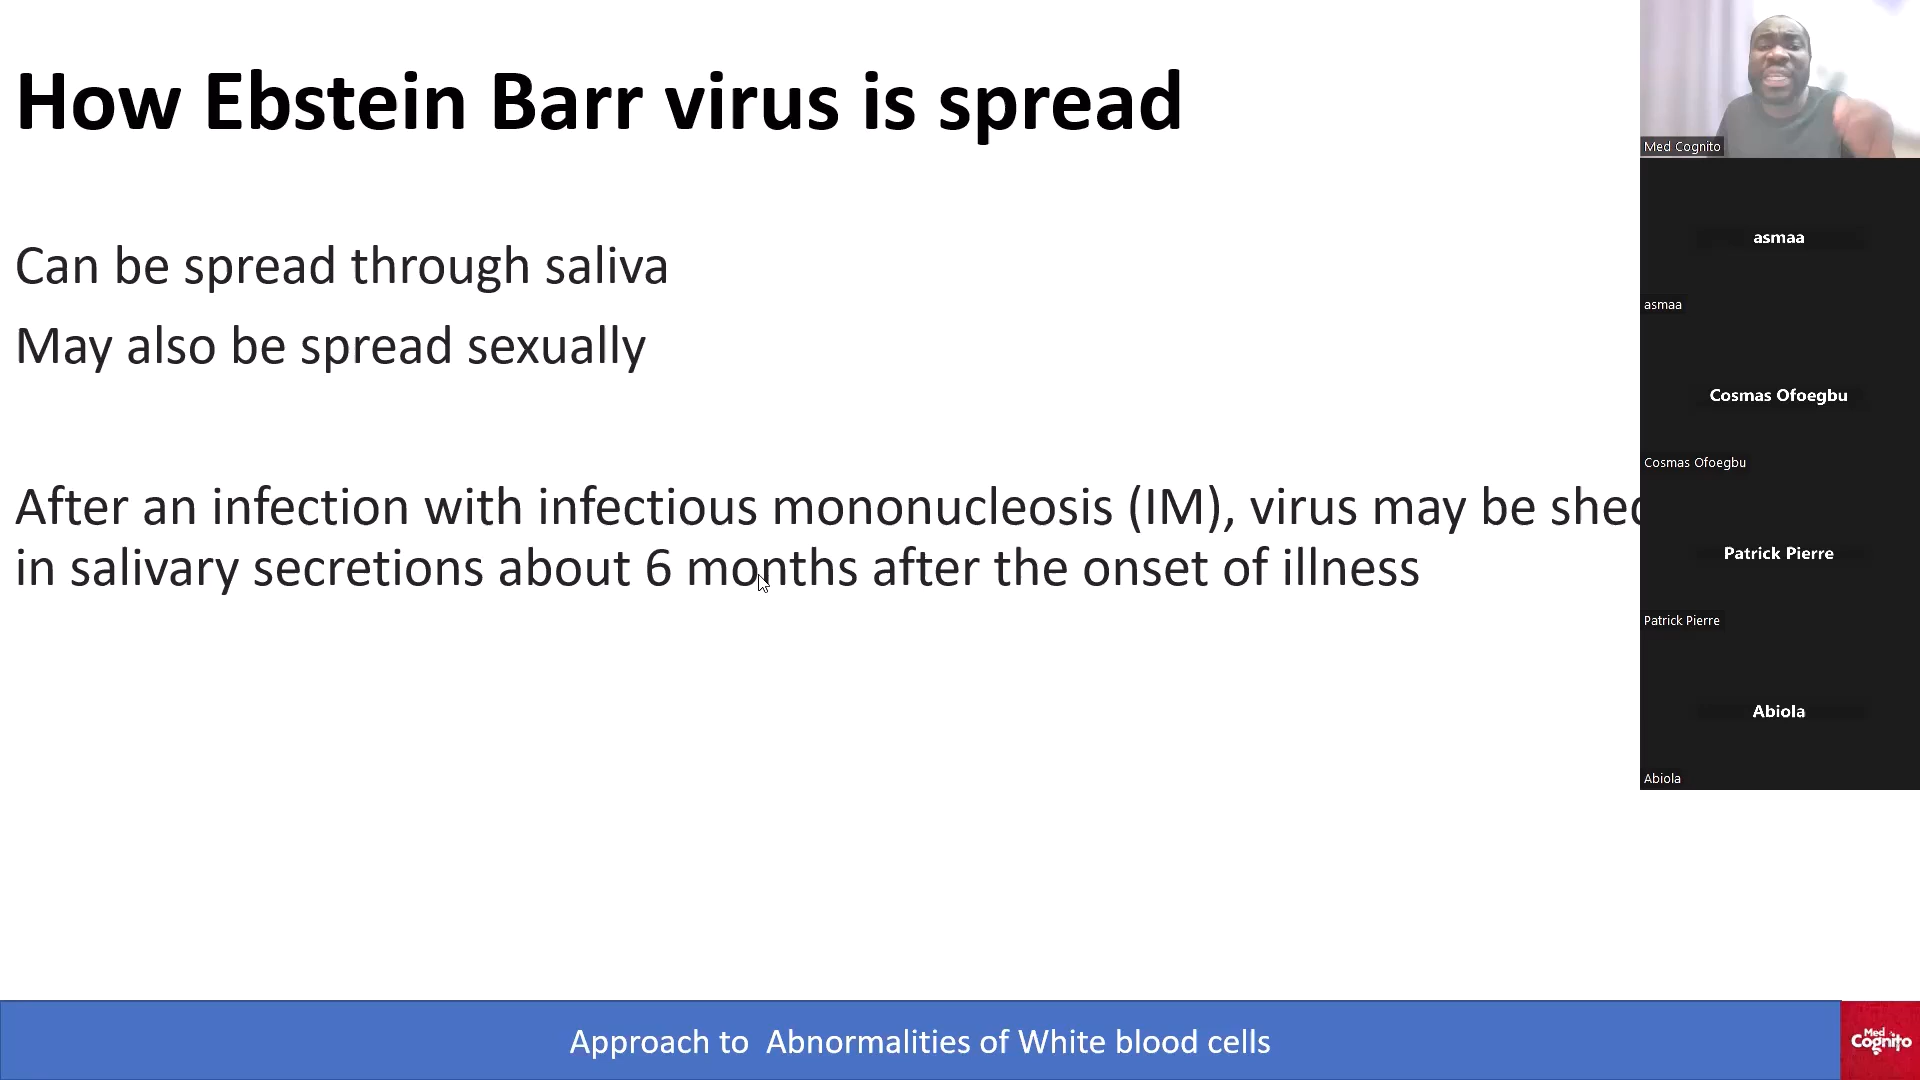 How Ebstein Barr virus is spread
Can be spread through saliva
May also be spread sexually
After an infection with infectious mononucleosis (IM), virus may be shed
in salivary secretions about 6 months after the onset of illness
Med Cognito
asmaa
asmaa
Cosmas Ofoegbu
Cosmas Ofoegbu
Patrick Pierre
Patrick Pierre
Abiola
Abiola
Approach to  Abnormalities of White blood cells
Med
Cognito